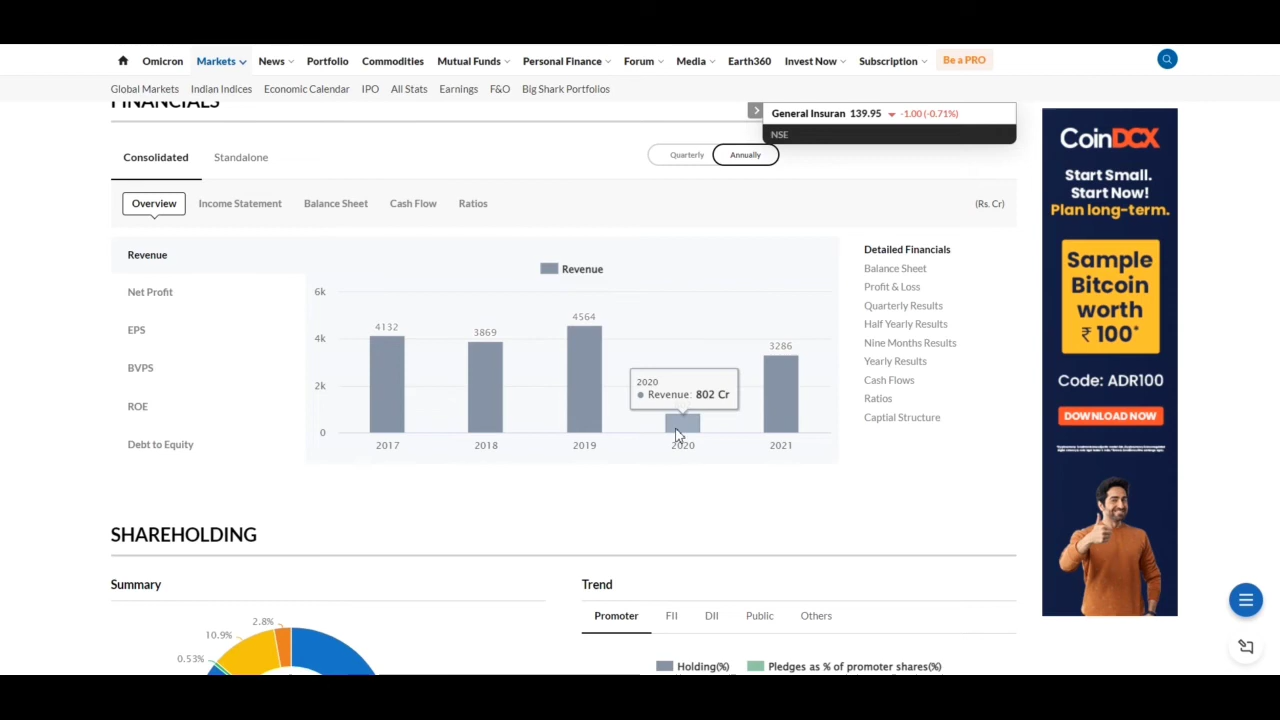 Omicron Markets News Portfolio Commodities Mutual Funds Personal Finance Forum Media Earth360 Invest Now Subscription Be a PRO
Global Markets Indian Indices Economic Calendar IPO All Stats Earnings F&O Big Shark Portfolios
FINANCIALS
General Insuran 139.95 -1.00 (-0.71%)
NSE
Consolidated Standalone
Quarterly Annually
Overview Income Statement Balance Sheet Cash Flow Ratios
(Rs. Cr)
Revenue
Net Profit
EPS
BVPS
ROE
Debt to Equity
Revenue
6k
4k
2k
0
4132
3869
4564
3286
2020
Revenue: 802 Cr
2017 2018 2019 2020 2021
Detailed Financials
Balance Sheet
Profit & Loss
Quarterly Results
Half Yearly Results
Nine Months Results
Yearly Results
Cash Flows
Ratios
Captial Structure
CoinDCX
Start Small.
Start Now!
Plan long-term.
Sample
Bitcoin
worth
₹ 100*
Code: ADR100
DOWNLOAD NOW
SHAREHOLDING
Summary
2.8%
10.9%
0.53%
Trend
Promoter FII DII Public Others
Holding(%) Pledges as % of promoter shares(%)